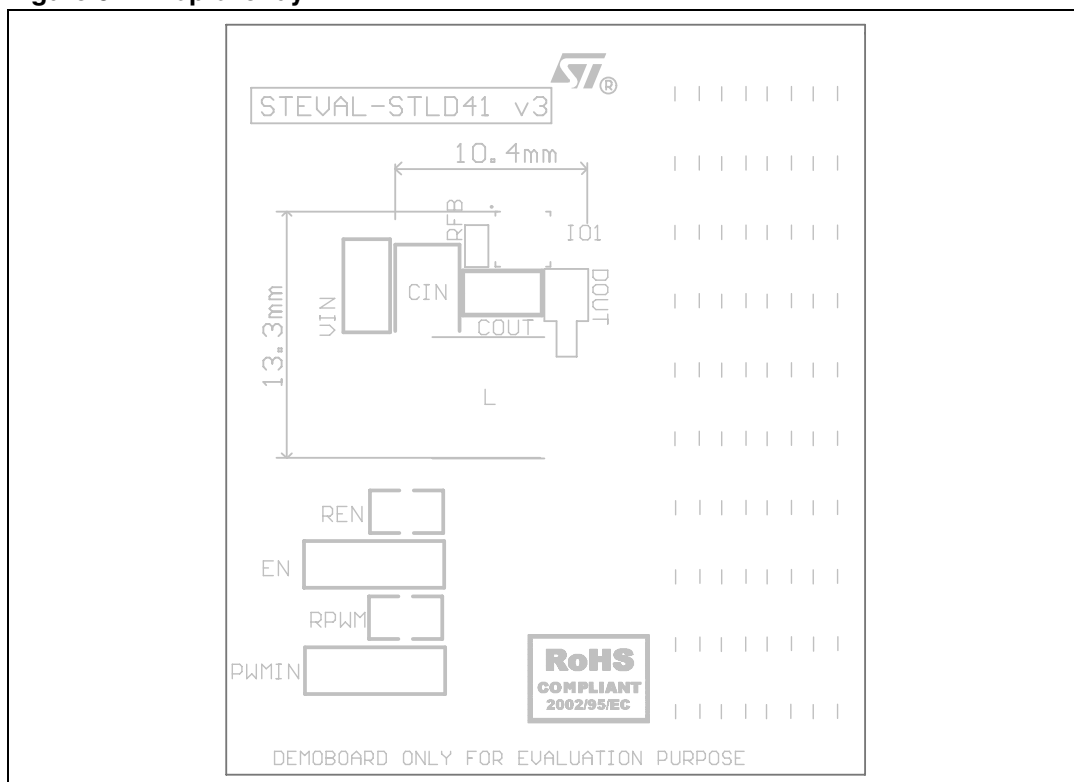 STEVAL-STLD41 v3
10.4mm
RFB
IO1
VIN
CIN
DOUT
13.3mm
COUT
L
REN
EN
RPWM
PWMIN
RoHS
COMPLIANT
2002/95/EC
DEMOBOARD ONLY FOR EVALUATION PURPOSE